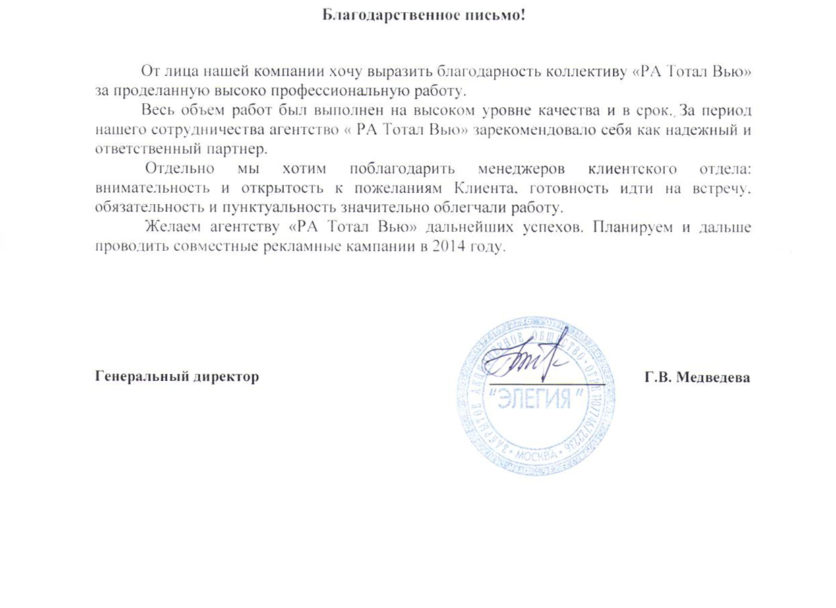 Благодарственное письмо!
От лица нашей компании хочу выразить благодарность коллективу «РА Тотал Вью»
за проделанную высоко профессиональную работу.
Весь объем работ был выполнен на высоком уровне качества и в срок. За период
нашего сотрудничества агентство « РА Тотал Вью» зарекомендовало себя как надежный и
ответственный партнер.
Отдельно мы хотим поблагодарить менеджеров клиентского отдела:
внимательность и открытость к пожеланиям Клиента, готовность идти на встречу,
обязательность и пунктуальность значительно облегчали работу.
Желаем агентству «РА Тотал Вью» дальнейших успехов. Планируем и дальше
проводить совместные рекламные кампании в 2014 году.
Генеральный директор
Г.В. Медведева
ЗАКРЫТОЕ АКЦИОНЕРНОЕ ОБЩЕСТВО
"ЭЛЕГИЯ"
МОСКВА